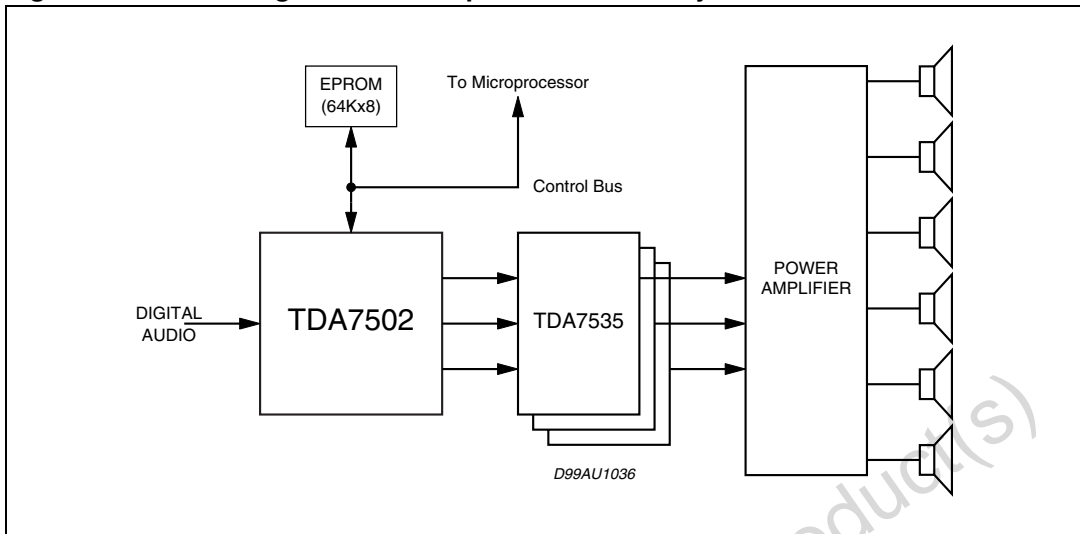 EPROM
(64Kx8)
To Microprocessor
Control Bus
DIGITAL
AUDIO
TDA7502
TDA7535
POWER
AMPLIFIER
D99AU1036